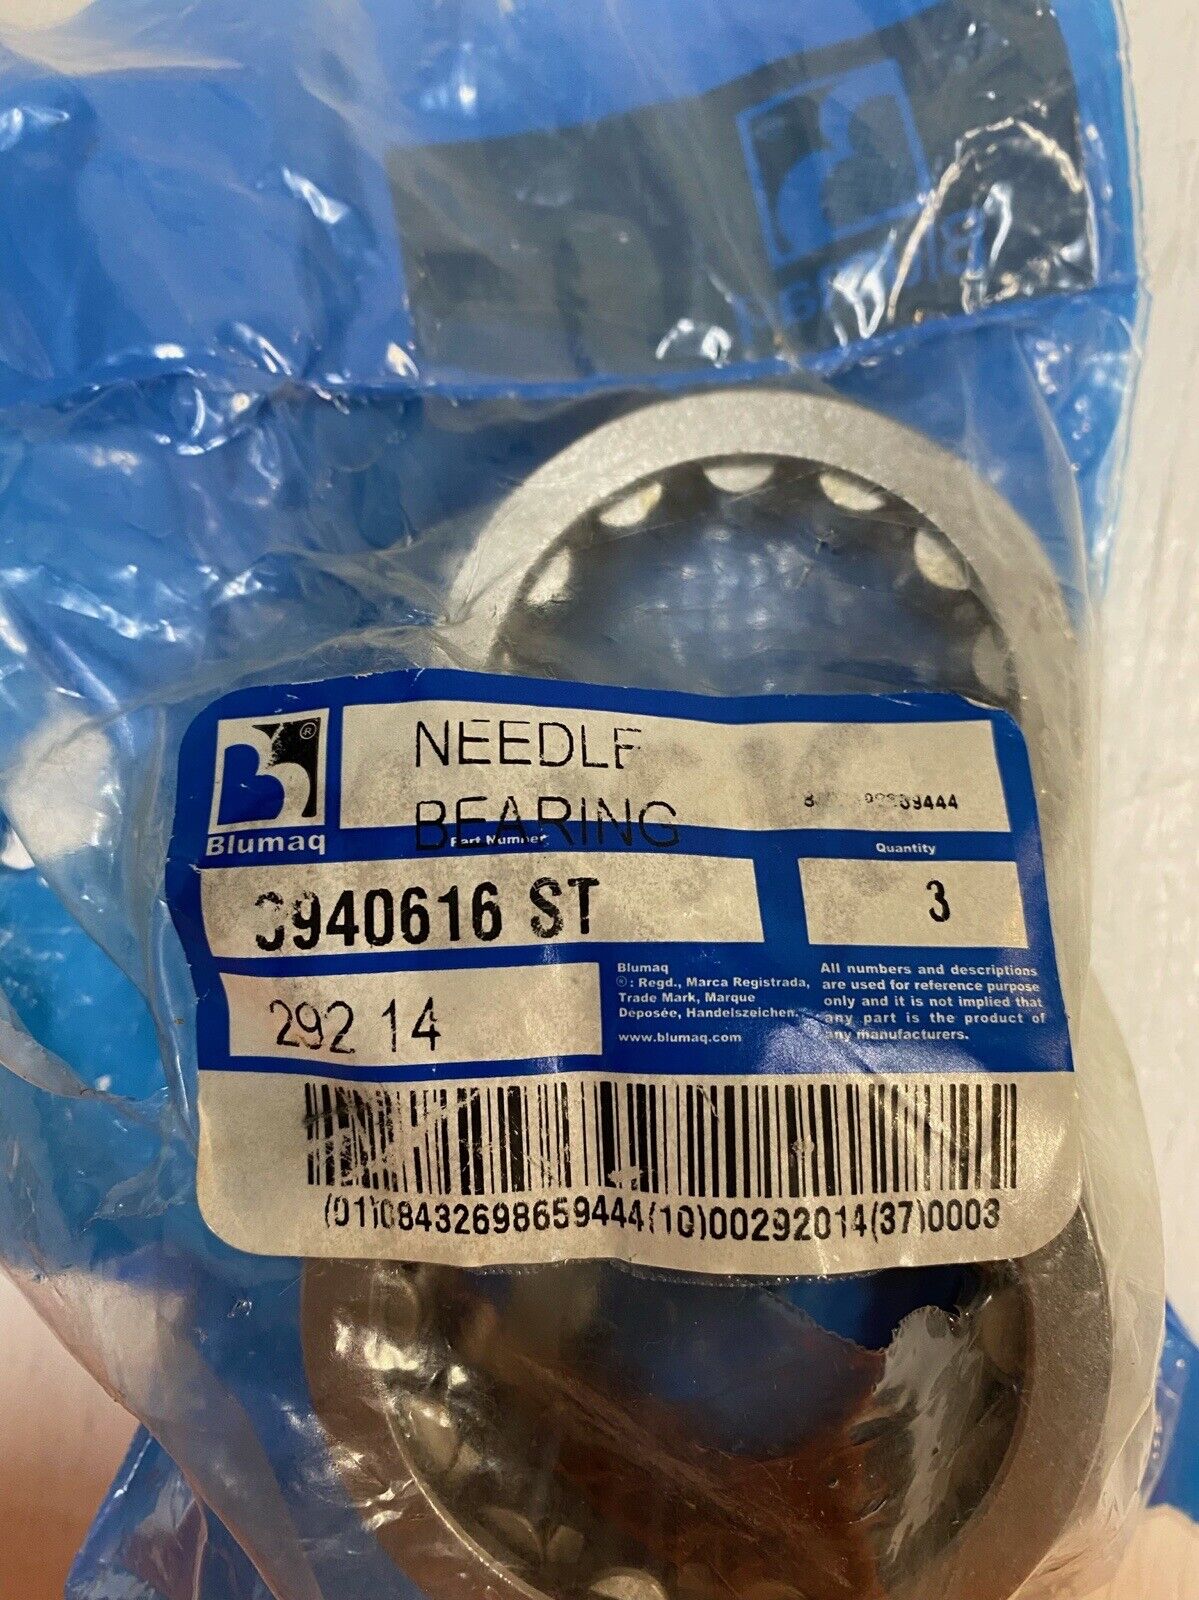 NEEDLE
BEARING
Blumaq
Part Number
Quantity
3940616 ST
3
292 14
Blumaq
®: Regd., Marca Registrada,
Trade Mark, Marque
Deposée, Handelszeichen.
www.blumaq.com
All numbers and descriptions
are used for reference purpose
only and it is not implied that
any part is the product of
any manufacturers.
(01)08432698659444(10)00292014(37)0003